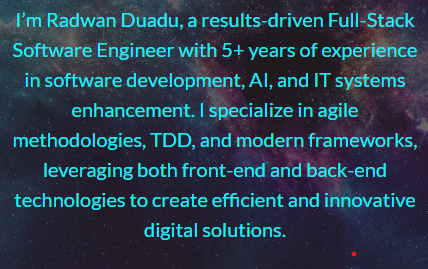 I’m Radwan Duadu, a results-driven Full-Stack
Software Engineer with 5+ years of experience
in software development, AI, and IT systems
enhancement. I specialize in agile
methodologies, TDD, and modern frameworks,
leveraging both front-end and back-end
technologies to create efficient and innovative
digital solutions.